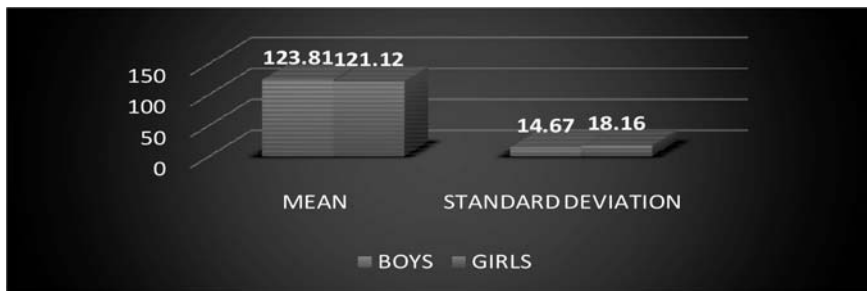 123.81 121.12
150
100
50
0
14.67 18.16
MEAN
STANDARD DEVIATION
BOYS GIRLS